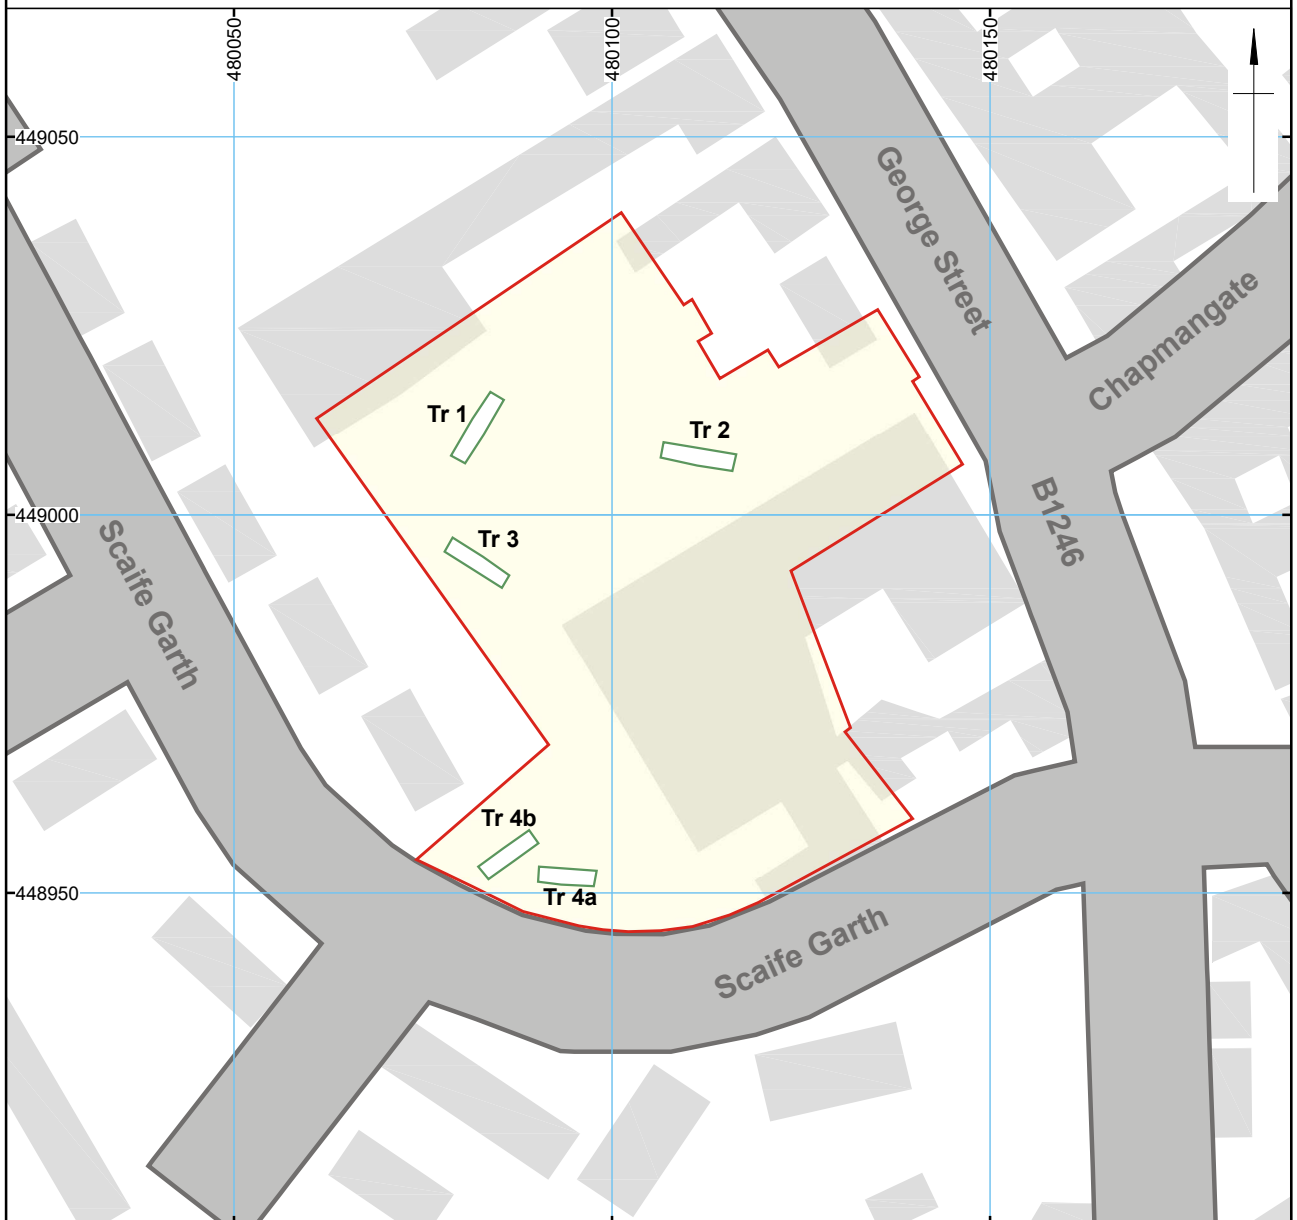 480050
480100
480150
449050
George Street
Chapmangate
Tr 1
Tr 2
449000
B1246
Tr 3
Scaife Garth
Tr 4b
Tr 4a
448950
Scaife Garth